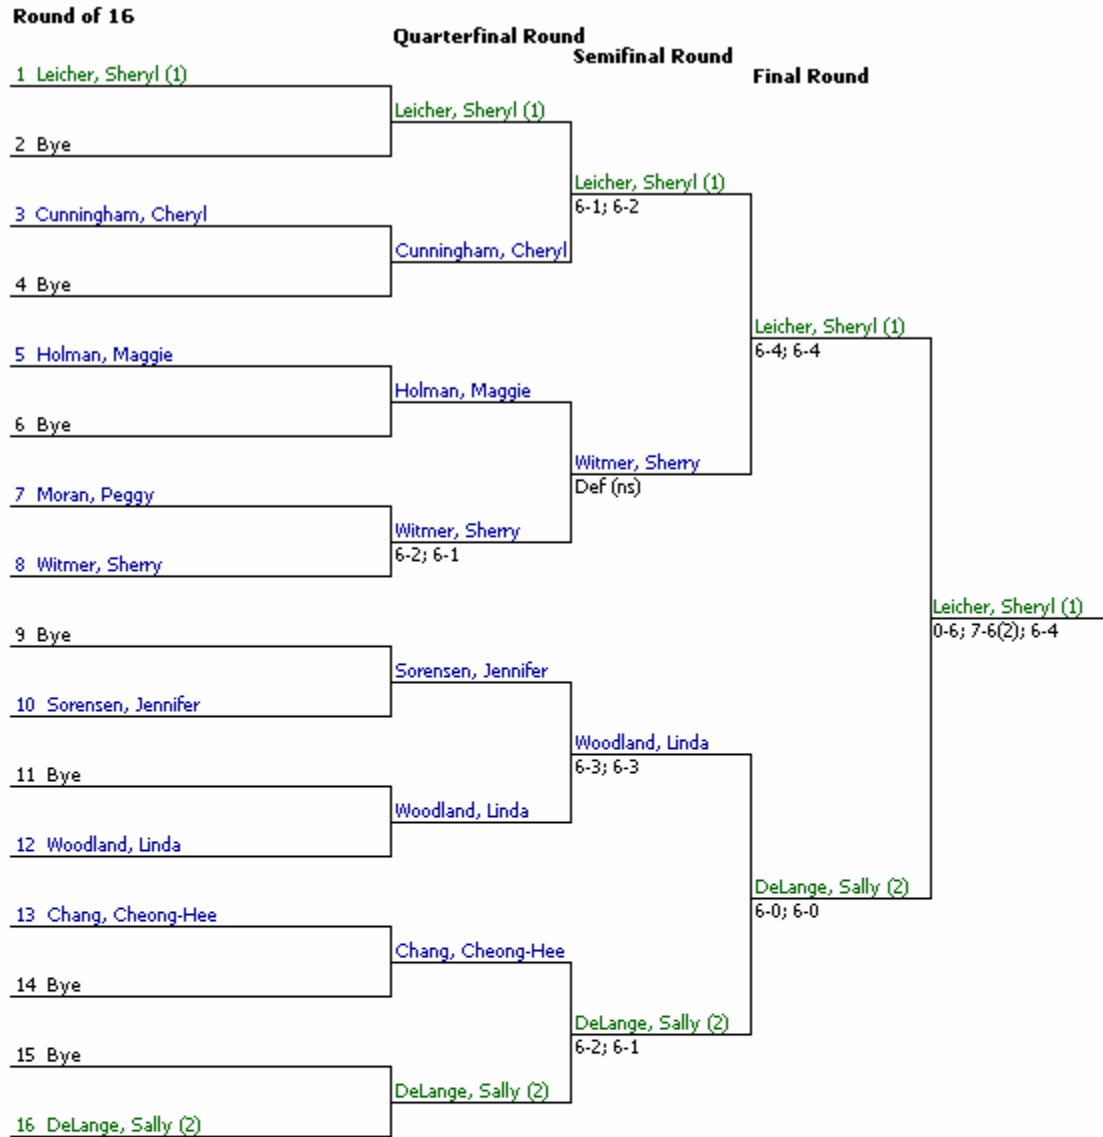 Round of 16
Quarterfinal Round
Semifinal Round
Final Round
1 Leicher, Sheryl (1)
2 Bye
3 Cunningham, Cheryl
4 Bye
5 Holman, Maggie
6 Bye
7 Moran, Peggy
8 Witmer, Sherry
9 Bye
10 Sorensen, Jennifer
11 Bye
12 Woodland, Linda
13 Chang, Cheong-Hee
14 Bye
15 Bye
16 DeLange, Sally (2)
Leicher, Sheryl (1)
Cunningham, Cheryl
Holman, Maggie
Witmer, Sherry
6-2; 6-1
Sorensen, Jennifer
Woodland, Linda
Chang, Cheong-Hee
DeLange, Sally (2)
Leicher, Sheryl (1)
6-1; 6-2
Witmer, Sherry
Def (ns)
Woodland, Linda
6-3; 6-3
DeLange, Sally (2)
6-2; 6-1
Leicher, Sheryl (1)
6-4; 6-4
DeLange, Sally (2)
6-0; 6-0
Leicher, Sheryl (1)
0-6; 7-6(2); 6-4